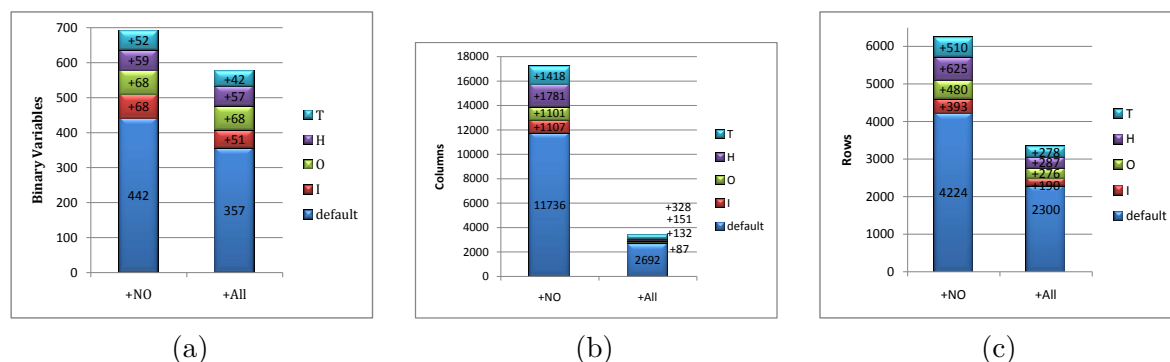 700
600
500
400
300
200
100
0
Binary Variables
+52
+59
+68
+68
442
+42
+57
+68
+51
357
+NO
+All
T
H
O
I
default
(a)
18000
16000
14000
12000
10000
8000
6000
4000
2000
0
Columns
+1418
+1781
+1101
+1107
11736
+328
+151
+132
+87
2692
+NO
+All
T
H
O
I
default
(b)
6000
5000
4000
3000
2000
1000
0
Rows
+510
+625
+480
+393
4224
+278
+287
+276
+190
2300
+NO
+All
T
H
O
I
default
(c)